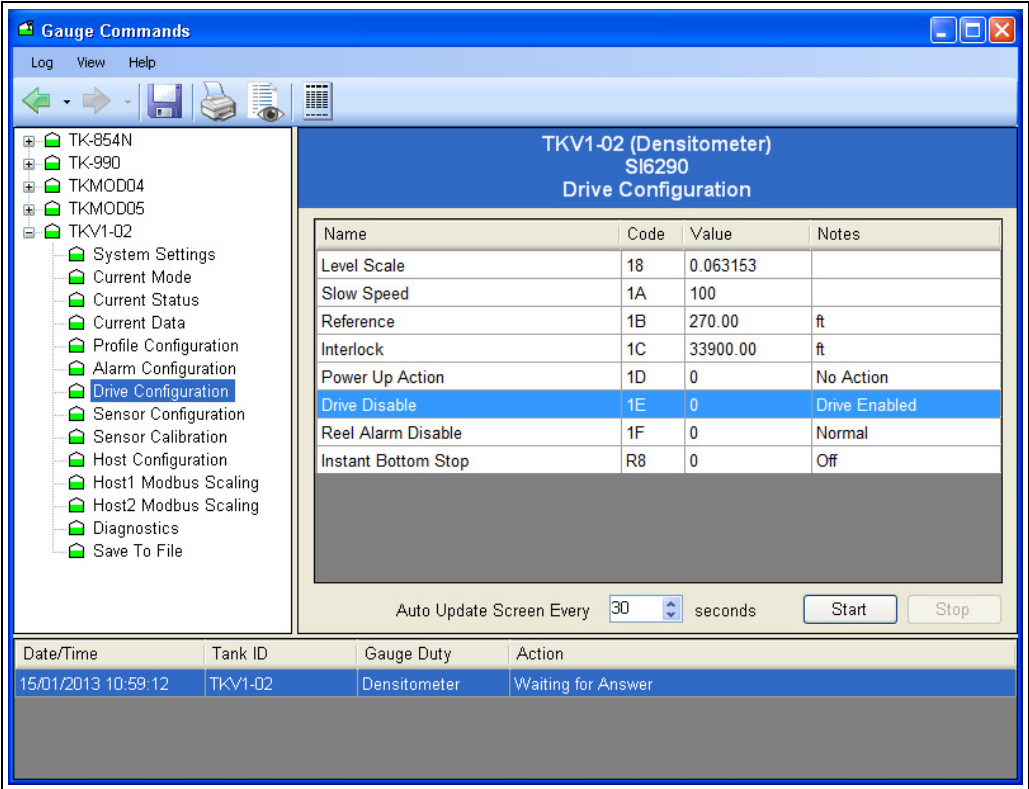 Gauge Commands
Log View Help
TK-854N
TK-990
TKMOD04
TKMOD05
TKV1-02
System Settings
Current Mode
Current Status
Current Data
Profile Configuration
Alarm Configuration
Drive Configuration
Sensor Configuration
Sensor Calibration
Host Configuration
Host1 Modbus Scaling
Host2 Modbus Scaling
Diagnostics
Save To File
TKV1-02 (Densitometer)
SI6290
Drive Configuration
Name Code Value Notes
Level Scale 18 0.063153
Slow Speed 1A 100
Reference 1B 270.00 ft
Interlock 1C 33900.00 ft
Power Up Action 1D 0 No Action
Drive Disable 1E 0 Drive Enabled
Reel Alarm Disable 1F 0 Normal
Instant Bottom Stop R8 0 Off
Auto Update Screen Every 30 seconds Start Stop
Date/Time Tank ID Gauge Duty Action
15/01/2013 10:59:12 TKV1-02 Densitometer Waiting for Answer